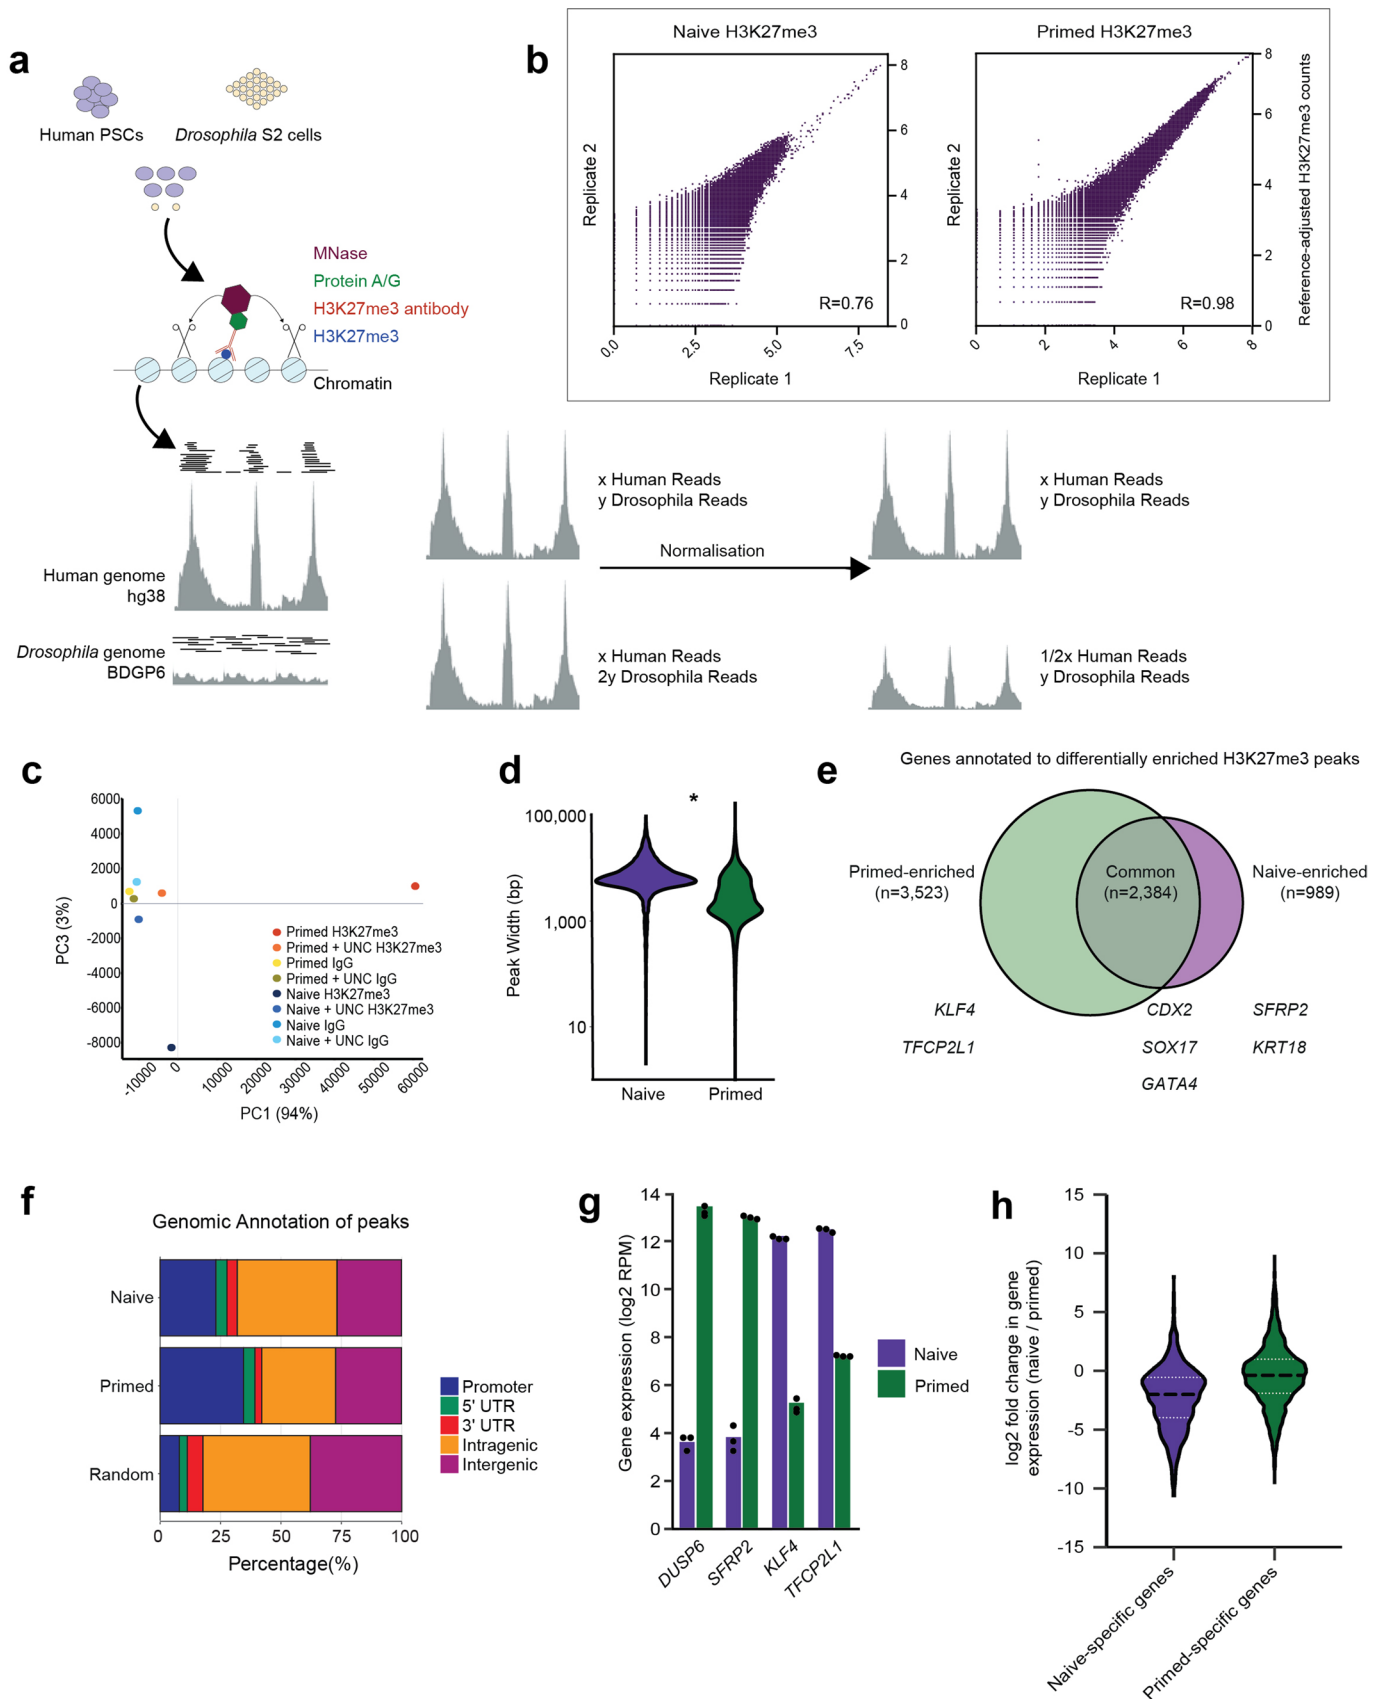 a
Human PSCs
Drosophila S2 cells
MNase
Protein A/G
H3K27me3 antibody
H3K27me3
Chromatin
Human genome
hg38
Drosophila genome
BDGP6
x Human Reads
y Drosophila Reads
Normalisation
x Human Reads
2y Drosophila Reads
x Human Reads
y Drosophila Reads
1/2x Human Reads
y Drosophila Reads
b
Naive H3K27me3
Replicate 2
8
6
4
2
0
R=0.76
0.0
2.5
5.0
7.5
Replicate 1
Primed H3K27me3
Replicate 2
8
6
4
2
0
R=0.98
0
2
4
6
8
Replicate 1
Reference-adjusted H3K27me3 counts
c
PC3 (3%)
6000
4000
2000
0
-2000
-4000
-6000
-8000
Primed H3K27me3
Primed + UNC H3K27me3
Primed IgG
Primed + UNC IgG
Naive H3K27me3
Naive + UNC H3K27me3
Naive IgG
Naive + UNC IgG
-10000
0
10000
20000
30000
40000
50000
60000
PC1 (94%)
d
*
Peak Width (bp)
100,000
1,000
10
Naive
Primed
e
Genes annotated to differentially enriched H3K27me3 peaks
Primed-enriched
(n=3,523)
Common
(n=2,384)
Naive-enriched
(n=989)
KLF4
CDX2
SFRP2
TFCP2L1
SOX17
KRT18
GATA4
f
Genomic Annotation of peaks
Naive
Primed
Random
0
25
50
75
100
Percentage(%)
Promoter
5' UTR
3' UTR
Intragenic
Intergenic
g
Gene expression (log2 RPM)
14
12
10
8
6
4
2
0
DUSP6
SFRP2
KLF4
TFCP2L1
Naive
Primed
h
log2 fold change in gene
expression (naive / primed)
15
10
5
0
-5
-10
-15
Naive-specific genes
Primed-specific genes